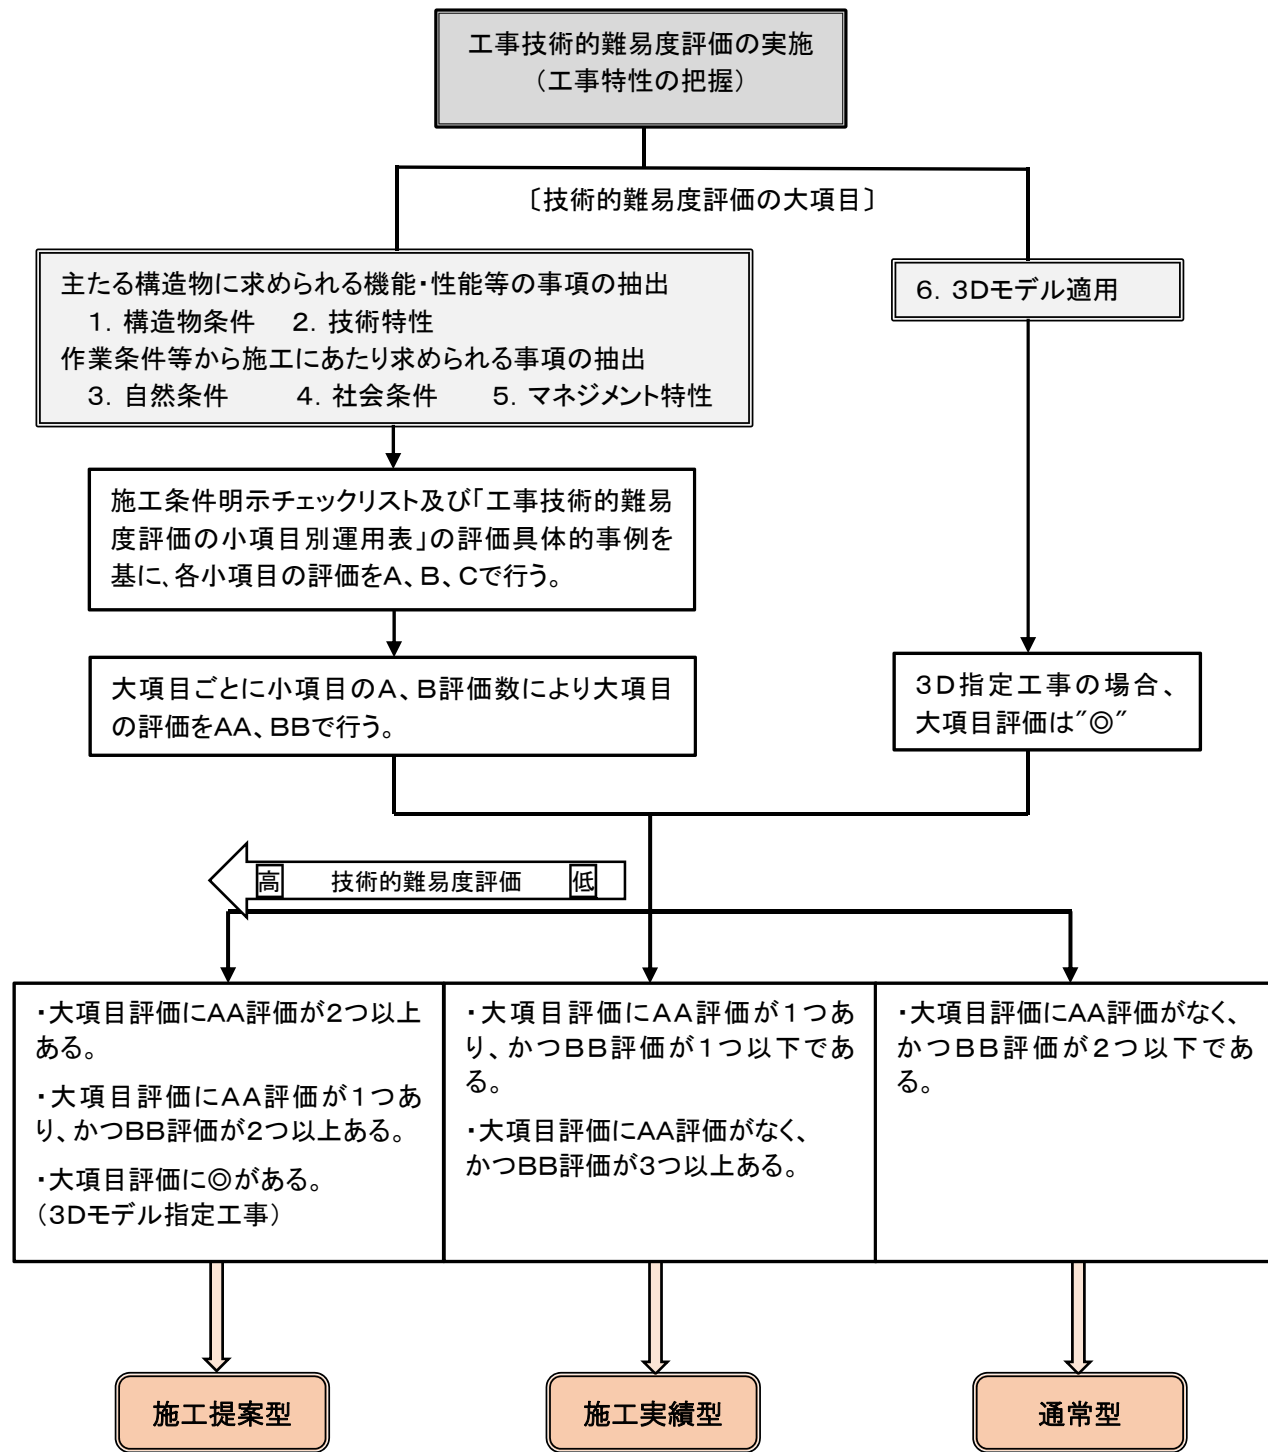 工事技術的難易度評価の実施
（工事特性の把握）
〔技術的難易度評価の大項目〕
主たる構造物に求められる機能・性能等の事項の抽出
１．構造物条件　２．技術特性
作業条件等から施工にあたり求められる事項の抽出
３．自然条件　４．社会条件　５．マネジメント特性
６．３Dモデル適用
施工条件明示チェックリスト及び「工事技術的難易
度評価の小項目別運用表」の評価具体的事例を
基に、各小項目の評価をＡ、Ｂ、Ｃで行う。
大項目ごとに小項目のＡ、Ｂ評価数により大項目
の評価をＡＡ、ＢＢで行う。
３D指定工事の場合、
大項目評価は″◎″
高　技術的難易度評価　低
・大項目評価にＡＡ評価が２つ以上
ある。
・大項目評価にＡＡ評価が１つあ
り、かつＢＢ評価が２つ以上ある。
・大項目評価に◎がある。
（３Dモデル指定工事）
・大項目評価にＡＡ評価が１つあ
り、かつＢＢ評価が１つ以下であ
る。
・大項目評価にＡＡ評価がなく、
かつＢＢ評価が３つ以上ある。
・大項目評価にＡＡ評価がなく、
かつＢＢ評価が２つ以下であ
る。
施工提案型
施工実績型
通常型